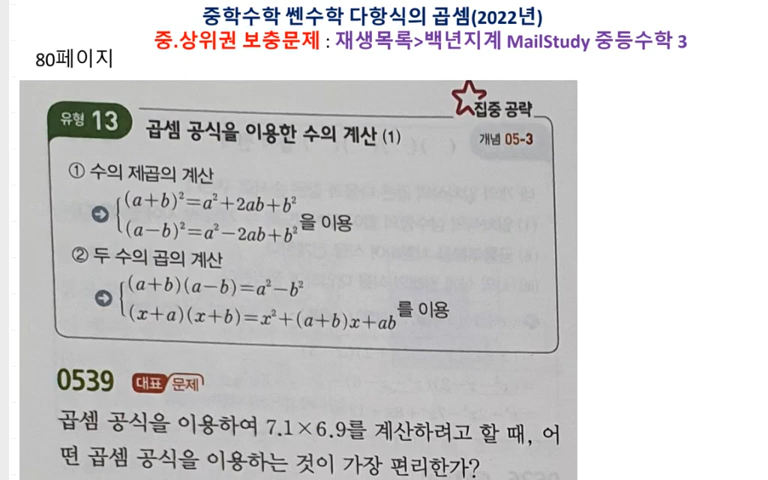 중학수학 쎈수학 다항식의 곱셈(2022년)
중.상위권 보충문제 : 재생목록>백년지계 MailStudy 중등수학 3
80페이지
집중 공략
유형 13 곱셈 공식을 이용한 수의 계산 (1) 개념 05-3
① 수의 제곱의 계산
(a+b)²=a²+2ab+b²
(a-b)²=a²-2ab+b² 을 이용
② 두 수의 곱의 계산
(a+b)(a-b)=a²-b²
(x+a)(x+b)=x²+(a+b)x+ab 를 이용
0539 대표 문제
곱셈 공식을 이용하여 7.1×6.9를 계산하려고 할 때, 어
떤 곱셈 공식을 이용하는 것이 가장 편리한가?